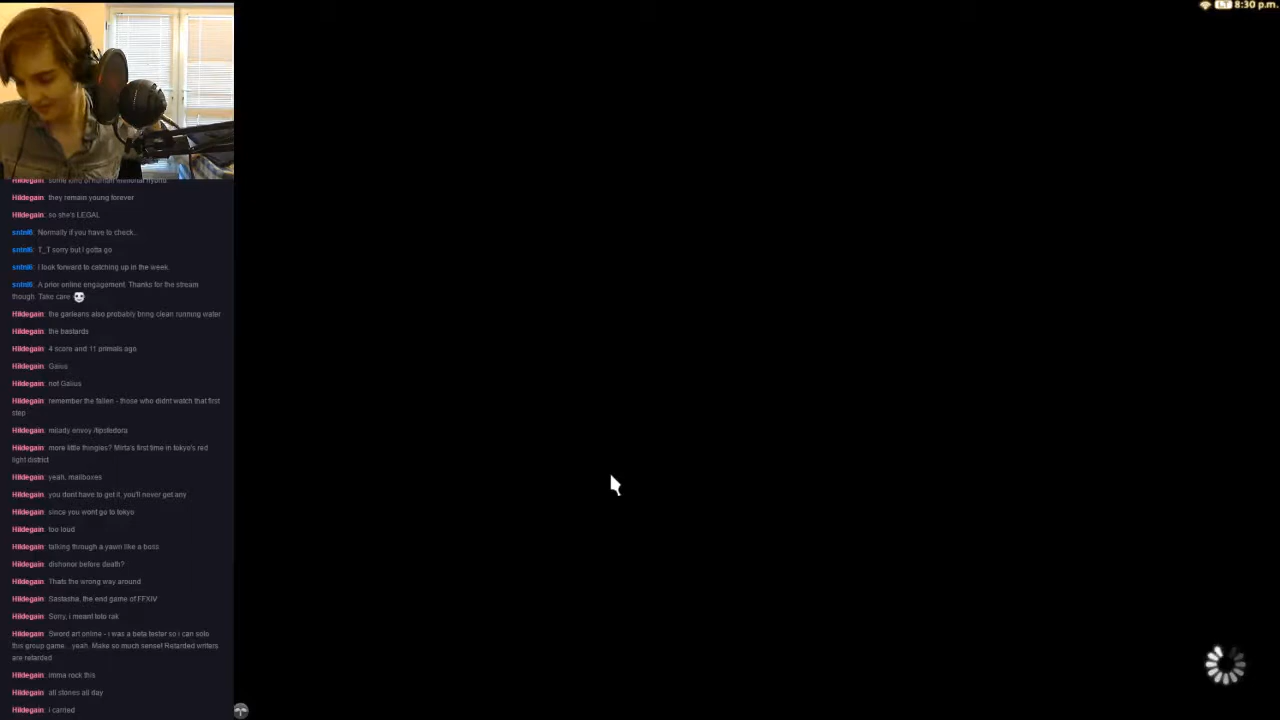 LT 8:30 p.m.
Hildegain: some kind of
Hildegain: they remain young forever
Hildegain: so she's LEGAL
sntnl6: Normally if you have to check..
sntnl6: T_T sorry but I gotta go
sntnl6: I look forward to catching up in the week.
sntnl6: A prior online engagement. Thanks for the stream
though. Take care
Hildegain: the garleans also probably bring clean running water
Hildegain: the bastards
Hildegain: 4 score and 11 primals ago
Hildegain: Gaius
Hildegain: not Gaiius
Hildegain: remember the fallen - those who didnt watch that first
step
Hildegain: milady envoy /tipsfedora
Hildegain: more little thingies? Mirta's first time in tokyo's red
light district
Hildegain: yeah, mailboxes
Hildegain: you dont have to get it, you'll never get any
Hildegain: since you wont go to tokyo
Hildegain: too loud
Hildegain: talking through a yawn like a boss
Hildegain: dishonor before death?
Hildegain: Thats the wrong way around
Hildegain: Sastasha, the end game of FFXIV
Hildegain: Sorry, i meant toto rak
Hildegain: Sword art online - i was a beta tester so i can solo
this group game... yeah. Make so much sense! Retarded writers
are retarded
Hildegain: imma rock this
Hildegain: all stones all day
Hildegain: i carried